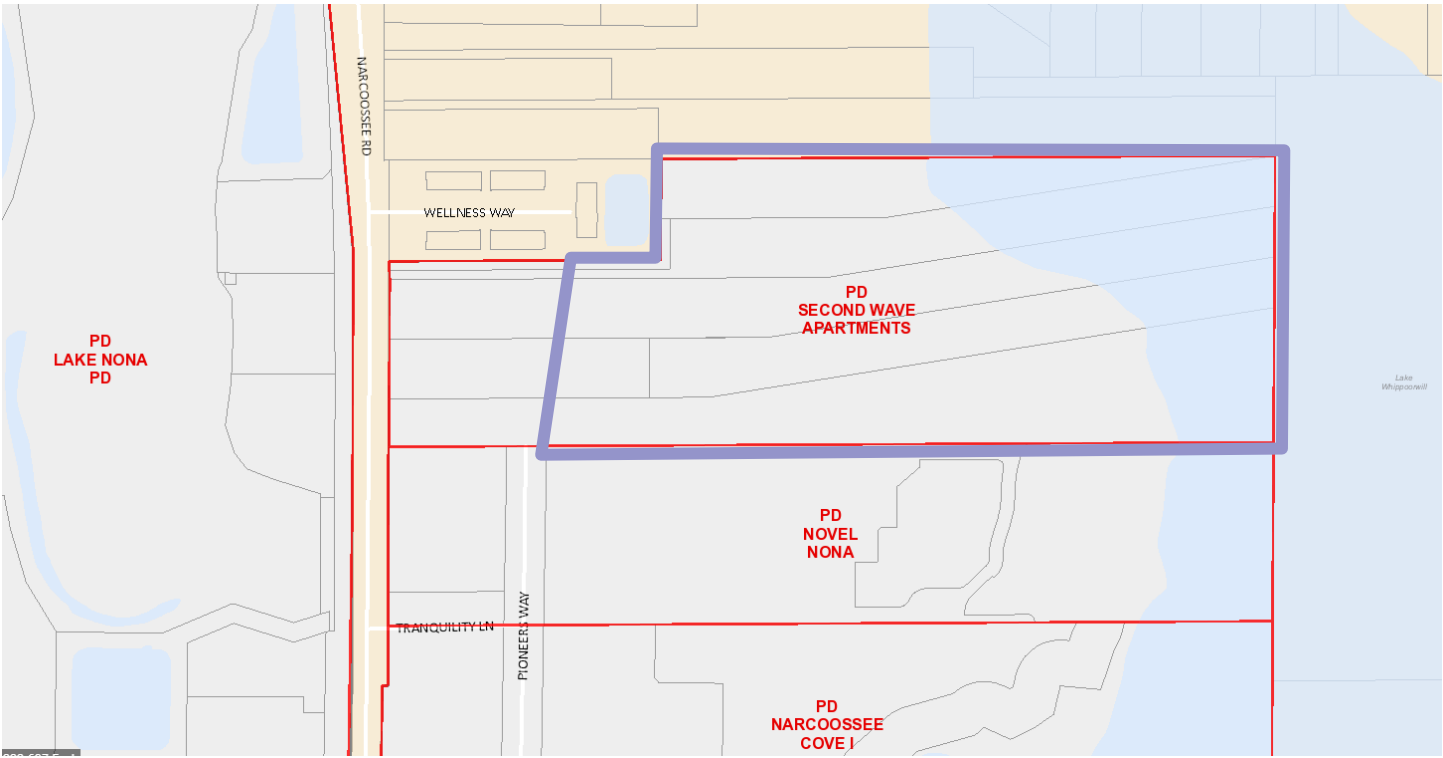 NARCOOSSEE RD
WELLNESS WAY
PD
SECOND WAVE
APARTMENTS
PD
LAKE NONA
PD
Lake
Whippoorwill
PD
NOVEL
NONA
PIONEERS WAY
TRANQUILITY LN
PD
NARCOOSSEE
COVE I